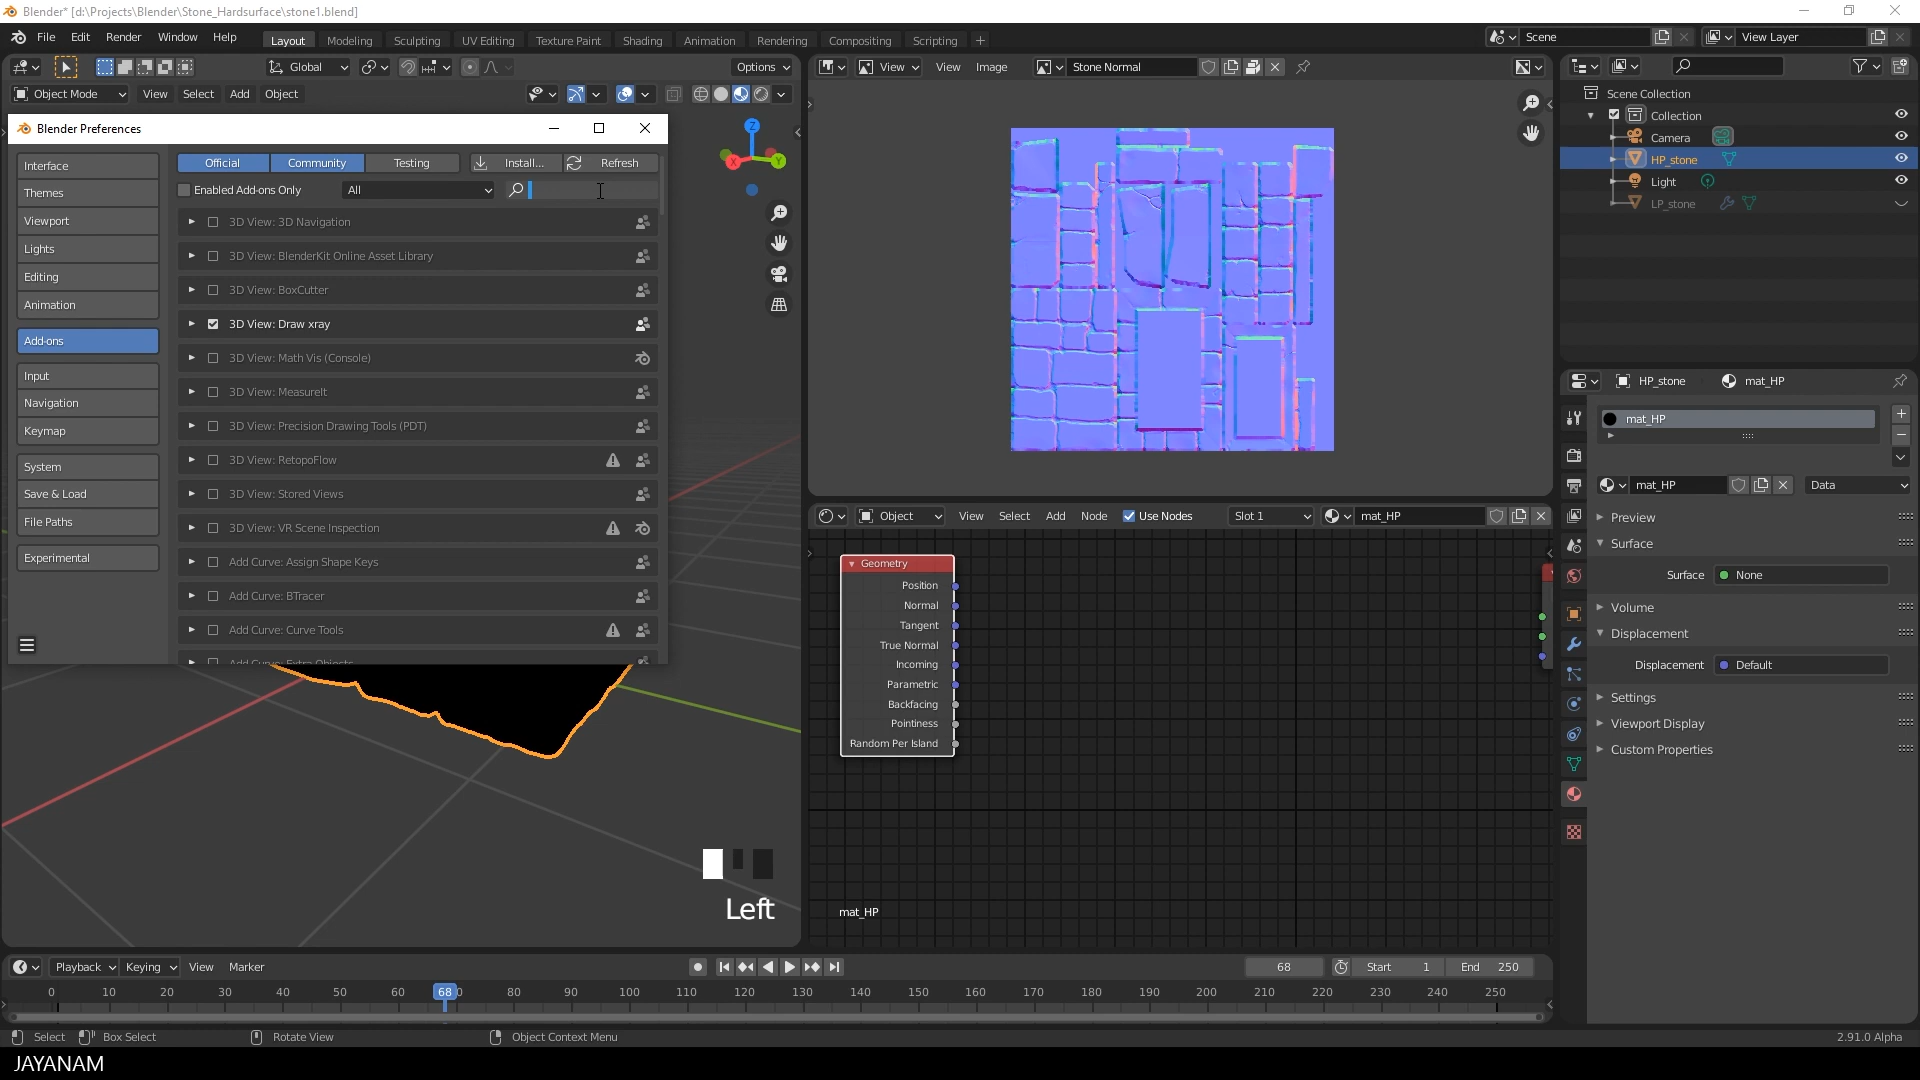 Blender* [d:\Projects\Blender\Stone_Hardsurface\stone1.blend]
File Edit Render Window Help Layout Modeling Sculpting UV Editing Texture Paint Shading Animation Rendering Compositing Scripting + Scene View Layer
Global Options View View Image Stone Normal
Object Mode View Select Add Object
Scene Collection
Collection
Camera
HP_stone
Light
LP_stone
Z
X Y
Blender Preferences
Interface
Themes
Viewport
Lights
Editing
Animation
Add-ons
Input
Navigation
Keymap
System
Save & Load
File Paths
Experimental
Official Community Testing Install... Refresh
Enabled Add-ons Only All
3D View: 3D Navigation
3D View: BlenderKit Online Asset Library
3D View: BoxCutter
3D View: Draw xray
3D View: Math Vis (Console)
3D View: MeasureIt
3D View: Precision Drawing Tools (PDT)
3D View: RetopoFlow
3D View: Stored Views
3D View: VR Scene Inspection
Add Curve: Assign Shape Keys
Add Curve: BTracer
Add Curve: Curve Tools
Add Curve: Extra Objects
Object View Select Add Node Use Nodes Slot 1 mat_HP
Geometry
Position
Normal
Tangent
True Normal
Incoming
Parametric
Backfacing
Pointiness
Random Per Island
mat_HP
HP_stone mat_HP
mat_HP
mat_HP Data
Preview
Surface
Surface None
Volume
Displacement
Displacement Default
Settings
Viewport Display
Custom Properties
Left
Playback Keying View Marker 68 Start 1 End 250
0 10 20 30 40 50 60 68 0 80 90 100 110 120 130 140 150 160 170 180 190 200 210 220 230 240 250
Select Box Select Rotate View Object Context Menu 2.91.0 Alpha
JAYANAM